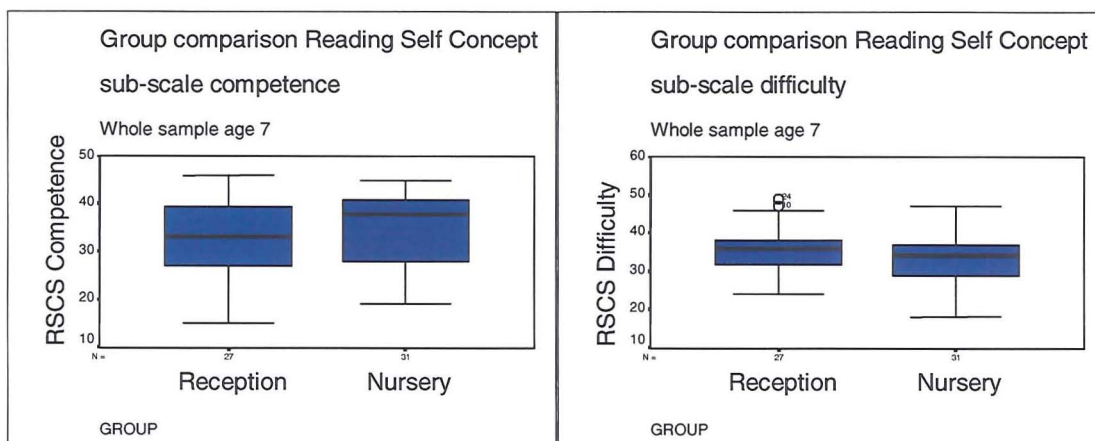 Group comparison Reading Self Concept
sub-scale competence
Whole sample age 7
RSCS Competence
50
40
30
20
10
N =
27
31
Reception
Nursery
GROUP
Group comparison Reading Self Concept
sub-scale difficulty
Whole sample age 7
RSCS Difficulty
60
50
40
30
20
10
24
10
N =
27
31
Reception
Nursery
GROUP